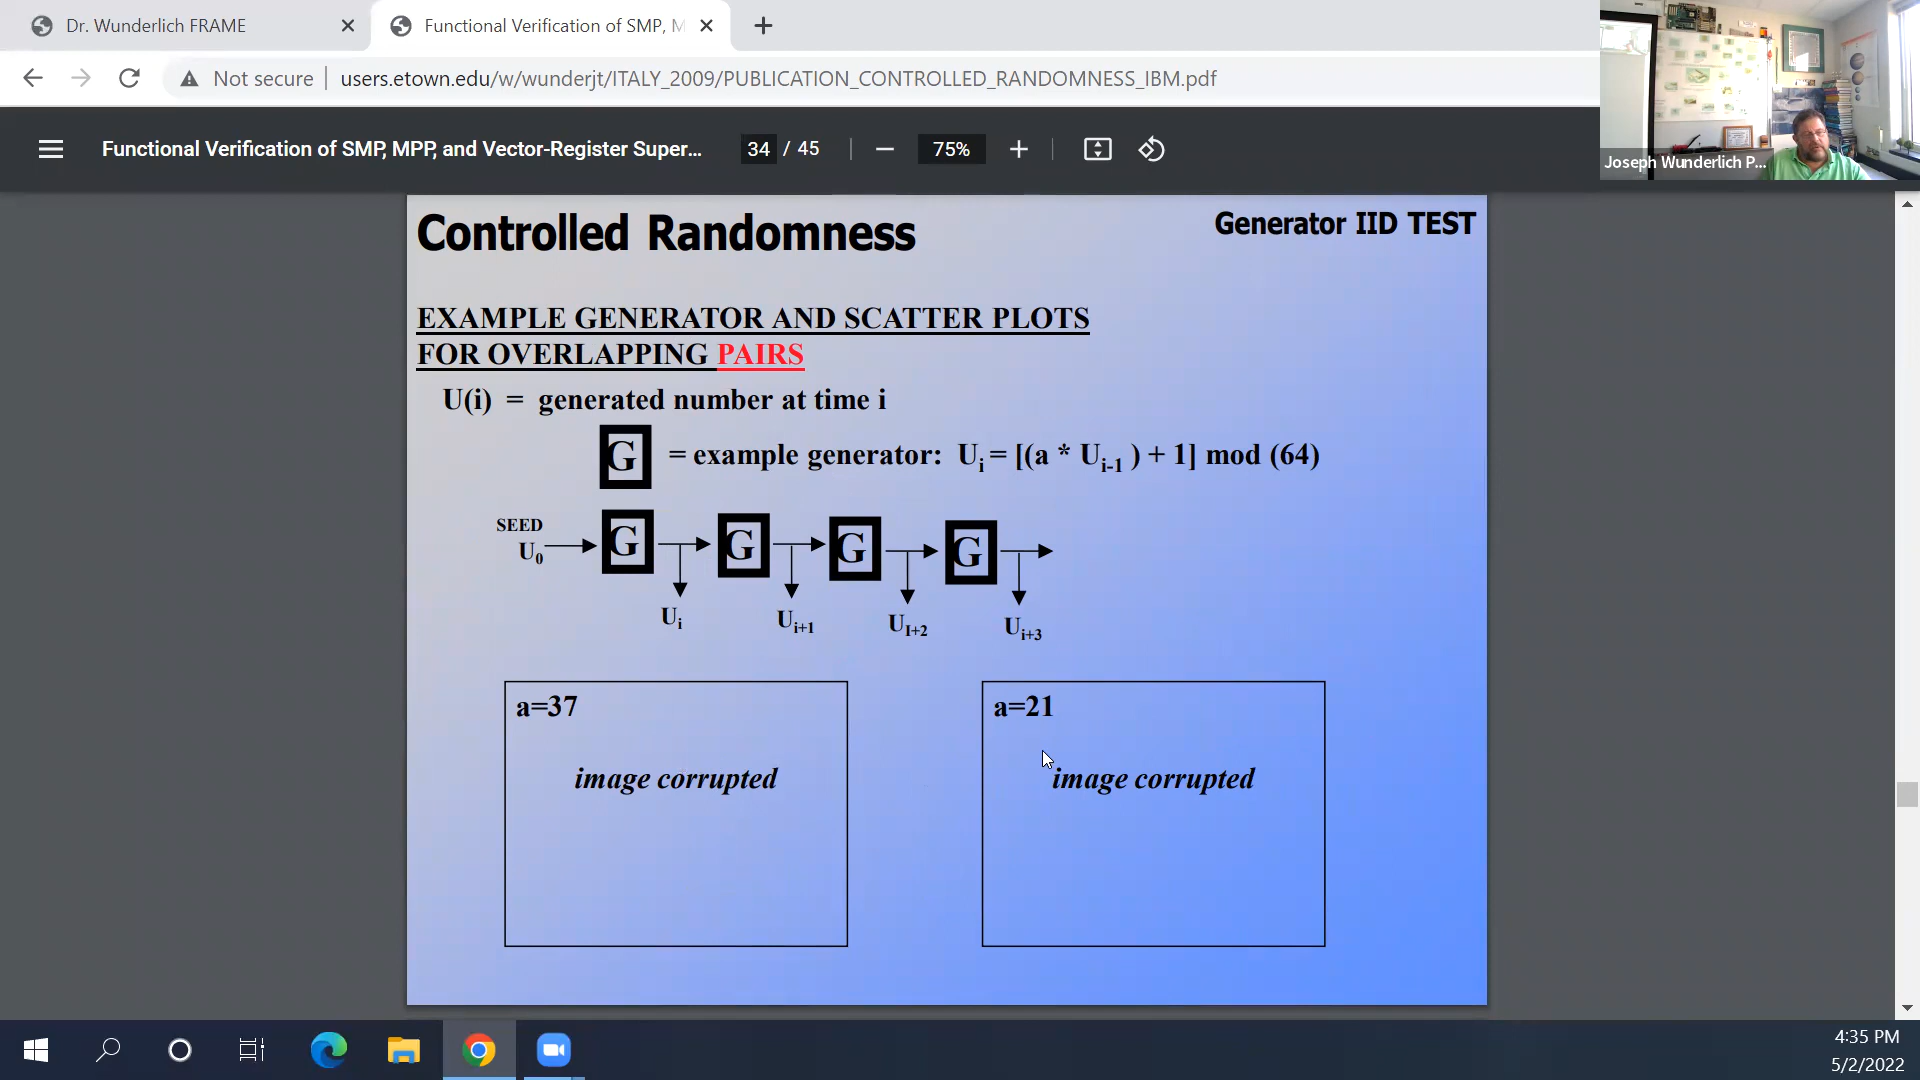 Dr. Wunderlich FRAME
Functional Verification of SMP, M
Not secure
users.etown.edu/w/wunderjt/ITALY_2009/PUBLICATION_CONTROLLED_RANDOMNESS_IBM.pdf
Functional Verification of SMP, MPP, and Vector-Register Super...
34 / 45
75%
Joseph Wunderlich P...
Controlled Randomness
Generator IID TEST
EXAMPLE GENERATOR AND SCATTER PLOTS
FOR OVERLAPPING PAIRS
U(i) = generated number at time i
G = example generator: Ui = [(a * Ui-1 ) + 1] mod (64)
SEED
U0
G G G G
Ui Ui+1 UI+2 Ui+3
a=37
image corrupted
a=21
image corrupted
4:35 PM
5/2/2022